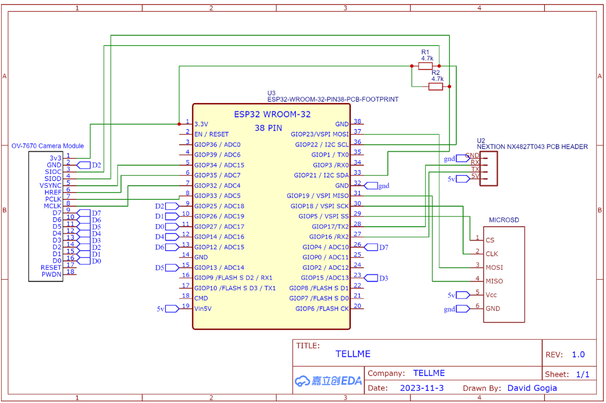 1 2 3 4
R1
4.7k
R2
4.7k
U3
ESP32-WROOM-32-PIN38-PCB-FOOTPRINT
ESP32 WROOM-32
38 PIN
1 3.3V
2 EN / RESET
3 GIOP36 / ADC0
4 GIOP39 / ADC3
5 GIOP34 / ADC15
6 GIOP35 / ADC7
7 GIOP32 / ADC4
8 GIOP33 / ADC5
D2 9 GIOP25 / ADC18
D1 10 GIOP26 / ADC19
D0 11 GIOP27 / ADC17
D4 12 GIOP14 / ADC16
D6 13 GIOP12 / ADC15
14 GND
D5 15 GIOP13 / ADC14
16 GIOP9 /FLASH S D2 / RX1
17 GIOP10 /FLASH S D3 / TX1
18 CMD
5v 19 Vin5V
GND 38
GIOP23/VSPI MOSI 37
GIOP22 / I2C SCL 36
GIOP1 / TX0 35
GIOP3 /RX0 34
GIOP21 / I2C SDA 33
GND 32 gnd
GIOP19 / VSPI MISO 31
GIOP18 / VSPI SCK 30
GIOP5 / VSPI SS 29
GIOP17/TX2 28
GIOP16 /RX2 27
GIOP4 / ADC10 26 D7
GIOP0 / ADC11 25
GIOP2 / ADC12 24
GIOP15 /ADC13 23 D3
GIOP8 /FLASH S D1 22
GIOP7 /FLASH S D0 21
GIOP6 /FLASH CK 20
OV-7670 Camera Module
3v3 1
GND 2 D2
SIOC 3
SIOD 4
VSYNC 5
HREF 6
PCLK 7
MCLK 8
D7 9 D7
D6 10 D6
D5 11 D5
D4 12 D4
D3 13 D3
D2 14 D2
D1 15 D1
D0 16 D0
RESET 17
PWDN 18
U2
NEXTION NX4827T043 PCB HEADER
gnd GND
RX
TX
5v 5V
MICROSD
1 CS
2 CLK
3 MOSI
4 MISO
5v 5 Vcc
gnd 6 GND
A A
B B
TITLE:
TELLME
REV: 1.0
嘉立创EDA
Company: TELLME
Sheet: 1/1
Date: 2023-11-3 Drawn By: David Gogia
1 2 3 4